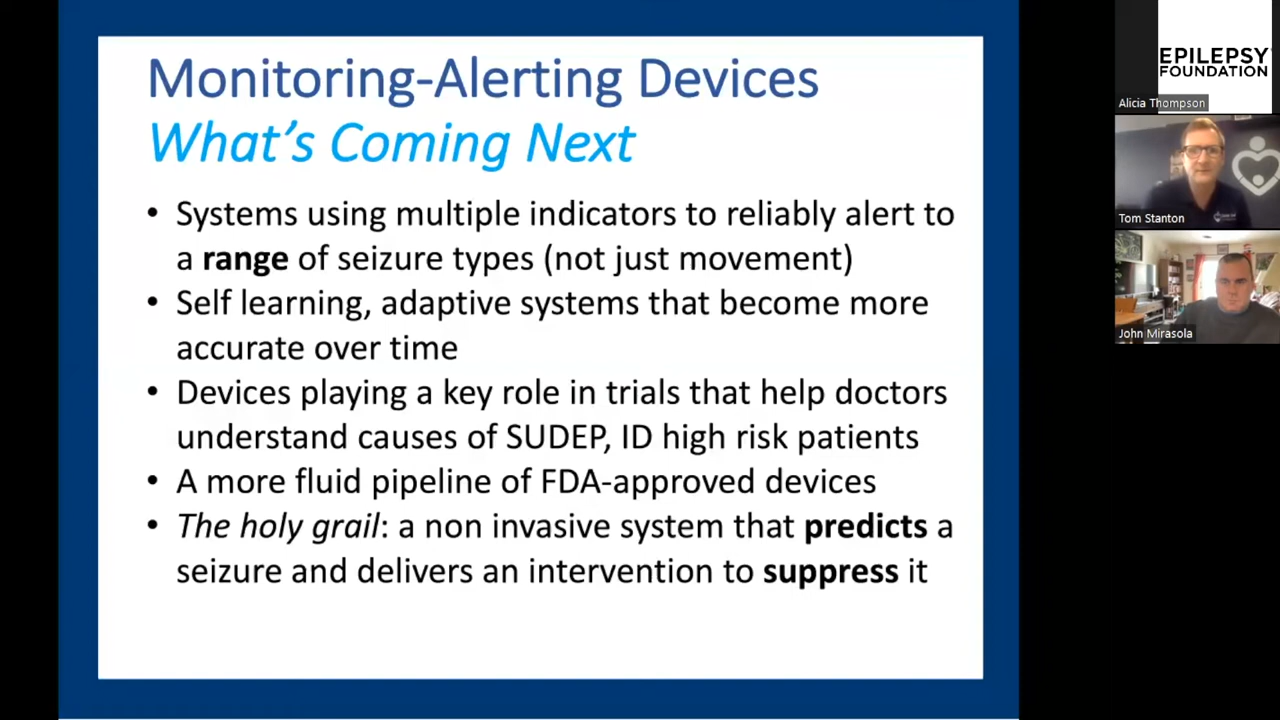 Monitoring-Alerting Devices
What's Coming Next
• Systems using multiple indicators to reliably alert to
a range of seizure types (not just movement)
• Self learning, adaptive systems that become more
accurate over time
• Devices playing a key role in trials that help doctors
understand causes of SUDEP, ID high risk patients
• A more fluid pipeline of FDA-approved devices
• The holy grail: a non invasive system that predicts a
seizure and delivers an intervention to suppress it
EPILEPSY
FOUNDATION
Alicia Thompson
Tom Stanton
John Mirasola